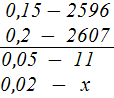 0,15 – 2596
0,2 – 2607
0,05 – 11
0,02 – x